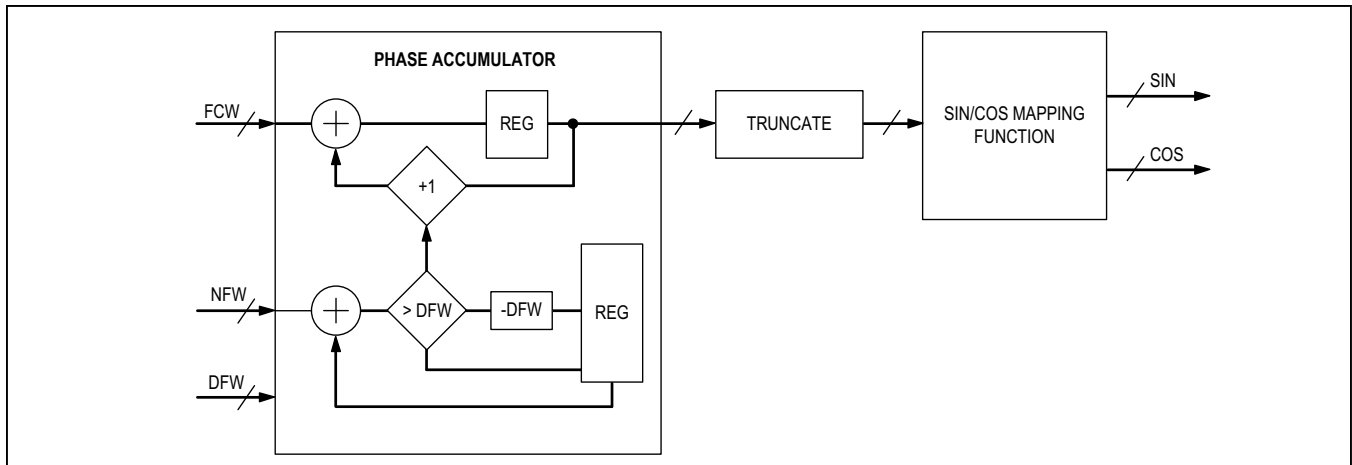 PHASE ACCUMULATOR
FCW
+
REG
TRUNCATE
SIN/COS MAPPING
FUNCTION
SIN
COS
+1
NFW
+
> DFW
-DFW
REG
DFW